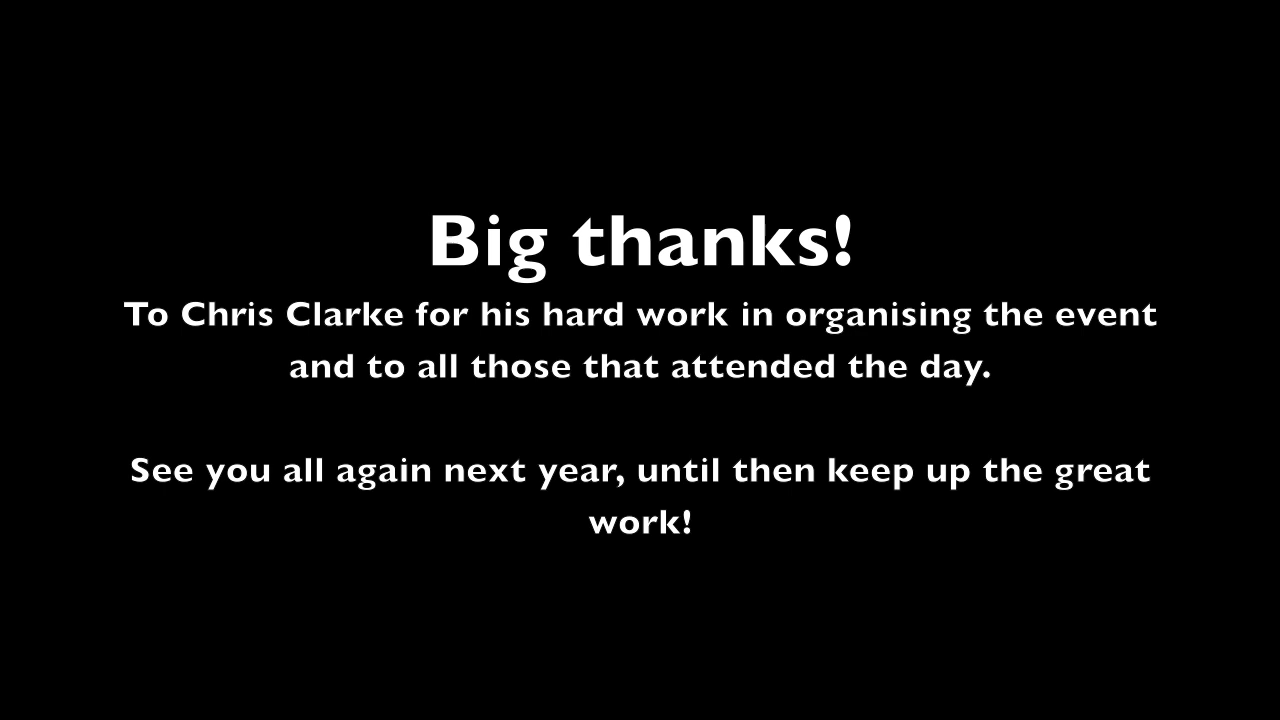 Big thanks!
To Chris Clarke for his hard work in organising the event
and to all those that attended the day.
See you all again next year, until then keep up the great
work!